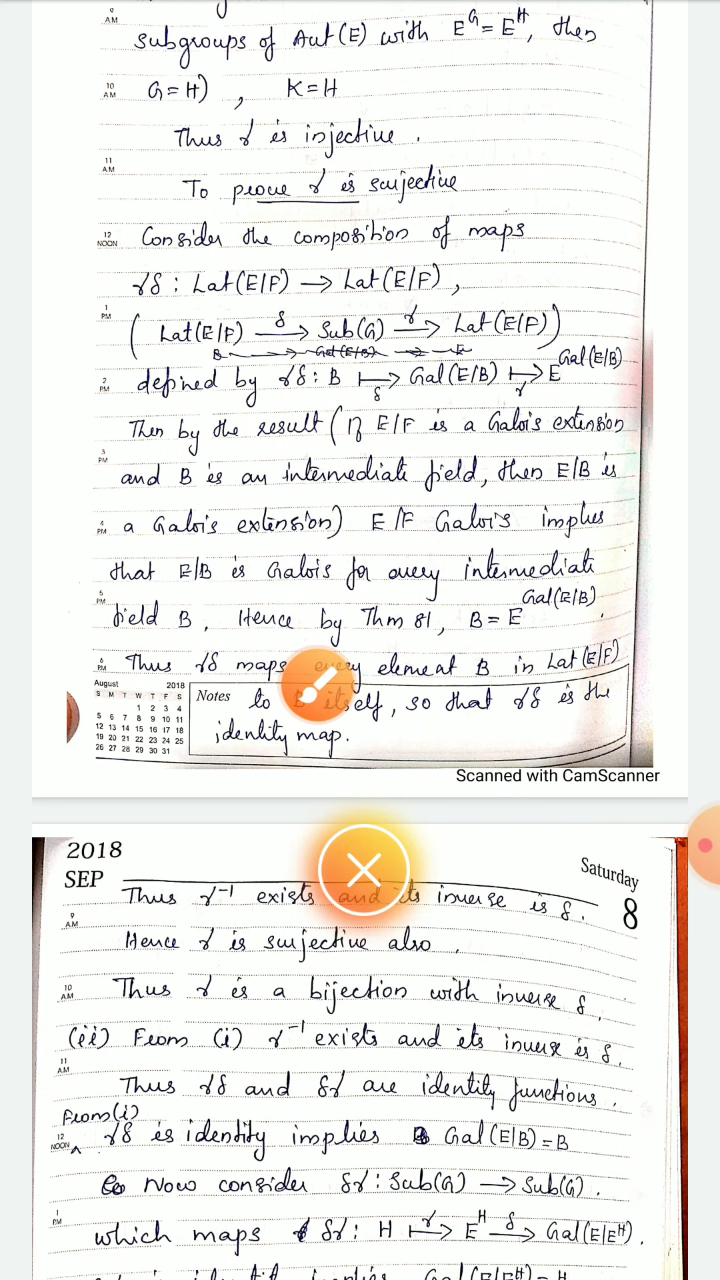 9 AM
subgroups of Aut(E) with E^G = E^H, then
10 AM G = H) , K = H
Thus γ is injective.
11 AM
To prove γ is surjective
12 NOON Consider the composition of maps
γδ : Lat(E/F) → Lat(E/F) ,
1 PM
( Lat(E/F) —δ→ Sub(G) —γ→ Lat(E/F) )
2 PM defined by γδ : B ↦δ Gal(E/B) ↦γ E^Gal(E/B)
Then by the result (If E/F is a Galois extension
3 PM and B is an intermediate field, then E/B is
4 PM a Galois extension) E/F Galois implies
that E/B is Galois for every intermediate
5 PM field B, Hence by Thm 81, B = E^Gal(E/B).
6 PM Thus γδ maps every element B in Lat(E/F)
August 2018
S M T W T F S
1 2 3 4
5 6 7 8 9 10 11
12 13 14 15 16 17 18
19 20 21 22 23 24 25
26 27 28 29 30 31
Notes to B itself, so that γδ is the
identity map.
Scanned with CamScanner
2018
SEP
Saturday
8
Thus γ^-1 exists and its inverse is δ.
9 AM
Hence γ is surjective also.
10 AM Thus γ is a bijection with inverse δ.
(ii) From (i) γ^-1 exists and its inverse is δ.
11 AM
Thus γδ and δγ are identity functions.
From (i)
12 NOON γδ is identity implies Gal(E/B) = B
Now consider δγ : Sub(G) → Sub(G).
1 PM which maps δγ : H ↦γ E^H —δ→ Gal(E/E^H).
implies Gal(E/E^H) = H